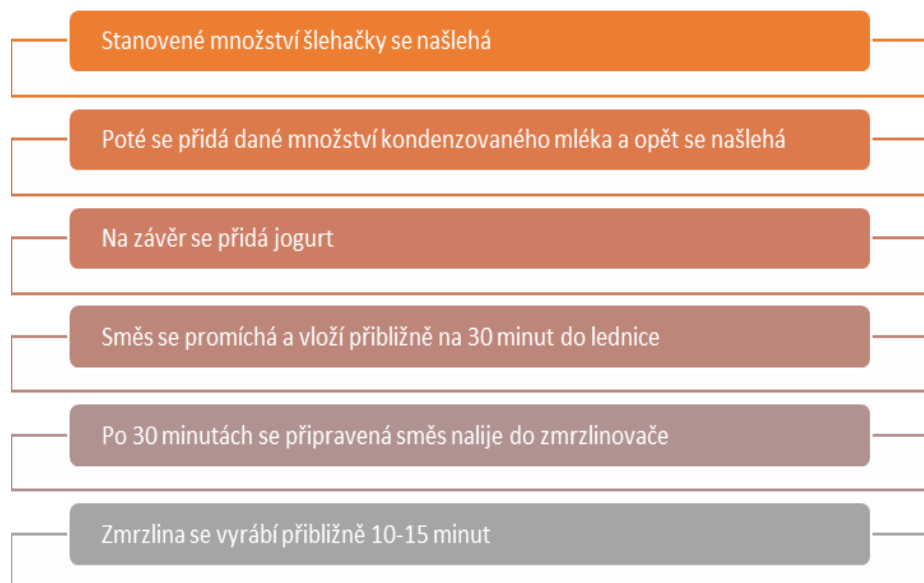 Stanovené množství šlehačky se našlehá
Poté se přidá dané množství kondenzovaného mléka a opět se našlehá
Na závěr se přidá jogurt
Směs se promíchá a vloží přibližně na 30 minut do lednice
Po 30 minutách se připravená směs nalije do zmrzlinovače
Zmrzlina se vyrábí přibližně 10-15 minut